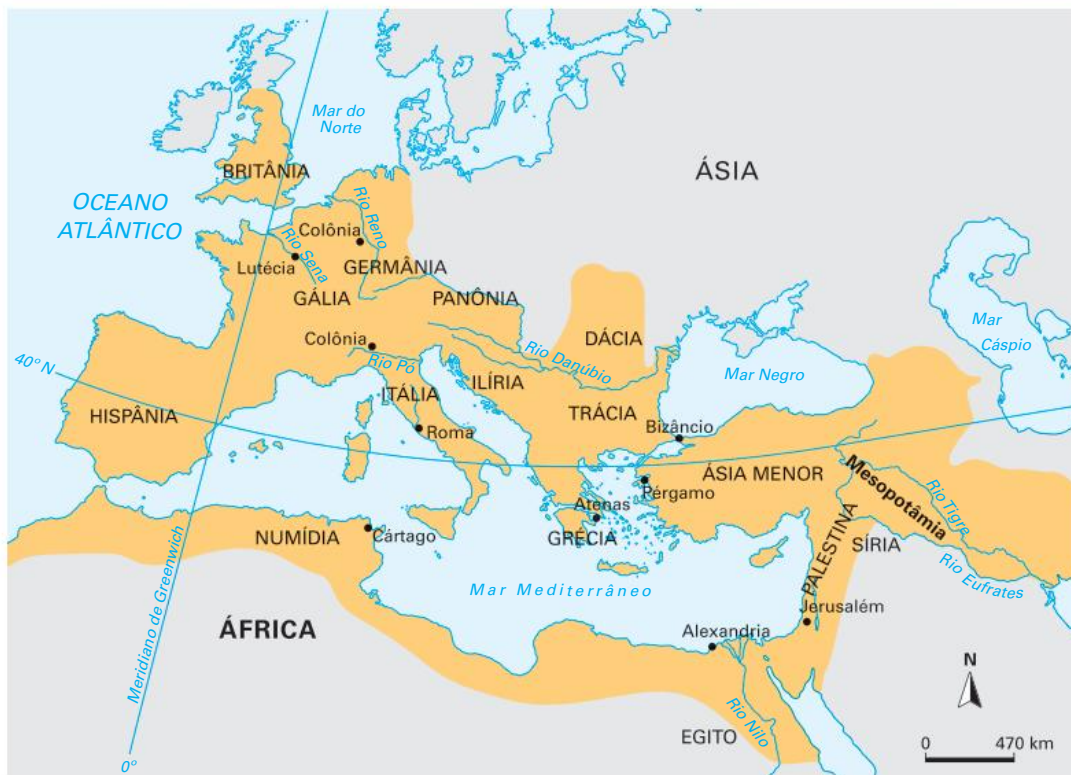 Mar do
Norte
BRITÂNIA
ÁSIA
OCEANO
ATLÂNTICO
Rio Reno
Colônia
Rio Sena
Lutécia
GERMÂNIA
GÁLIA
PANÔNIA
Mar
Cáspio
DÁCIA
Colônia
Rio Danúbio
Rio Pó
40° N
Mar Negro
ITÁLIA
ILÍRIA
HISPÂNIA
TRÁCIA
Roma
Bizâncio
ÁSIA MENOR
Mesopotâmia
Pérgamo
Rio Tigre
Atenas
NUMÍDIA
Cártago
GRÉCIA
PALESTINA
SÍRIA
Rio Eufrates
Mar Mediterrâneo
Meridiano de Greenwich
Jerusalém
ÁFRICA
Alexandria
N
EGITO
Rio Nilo
0 470 km
0°